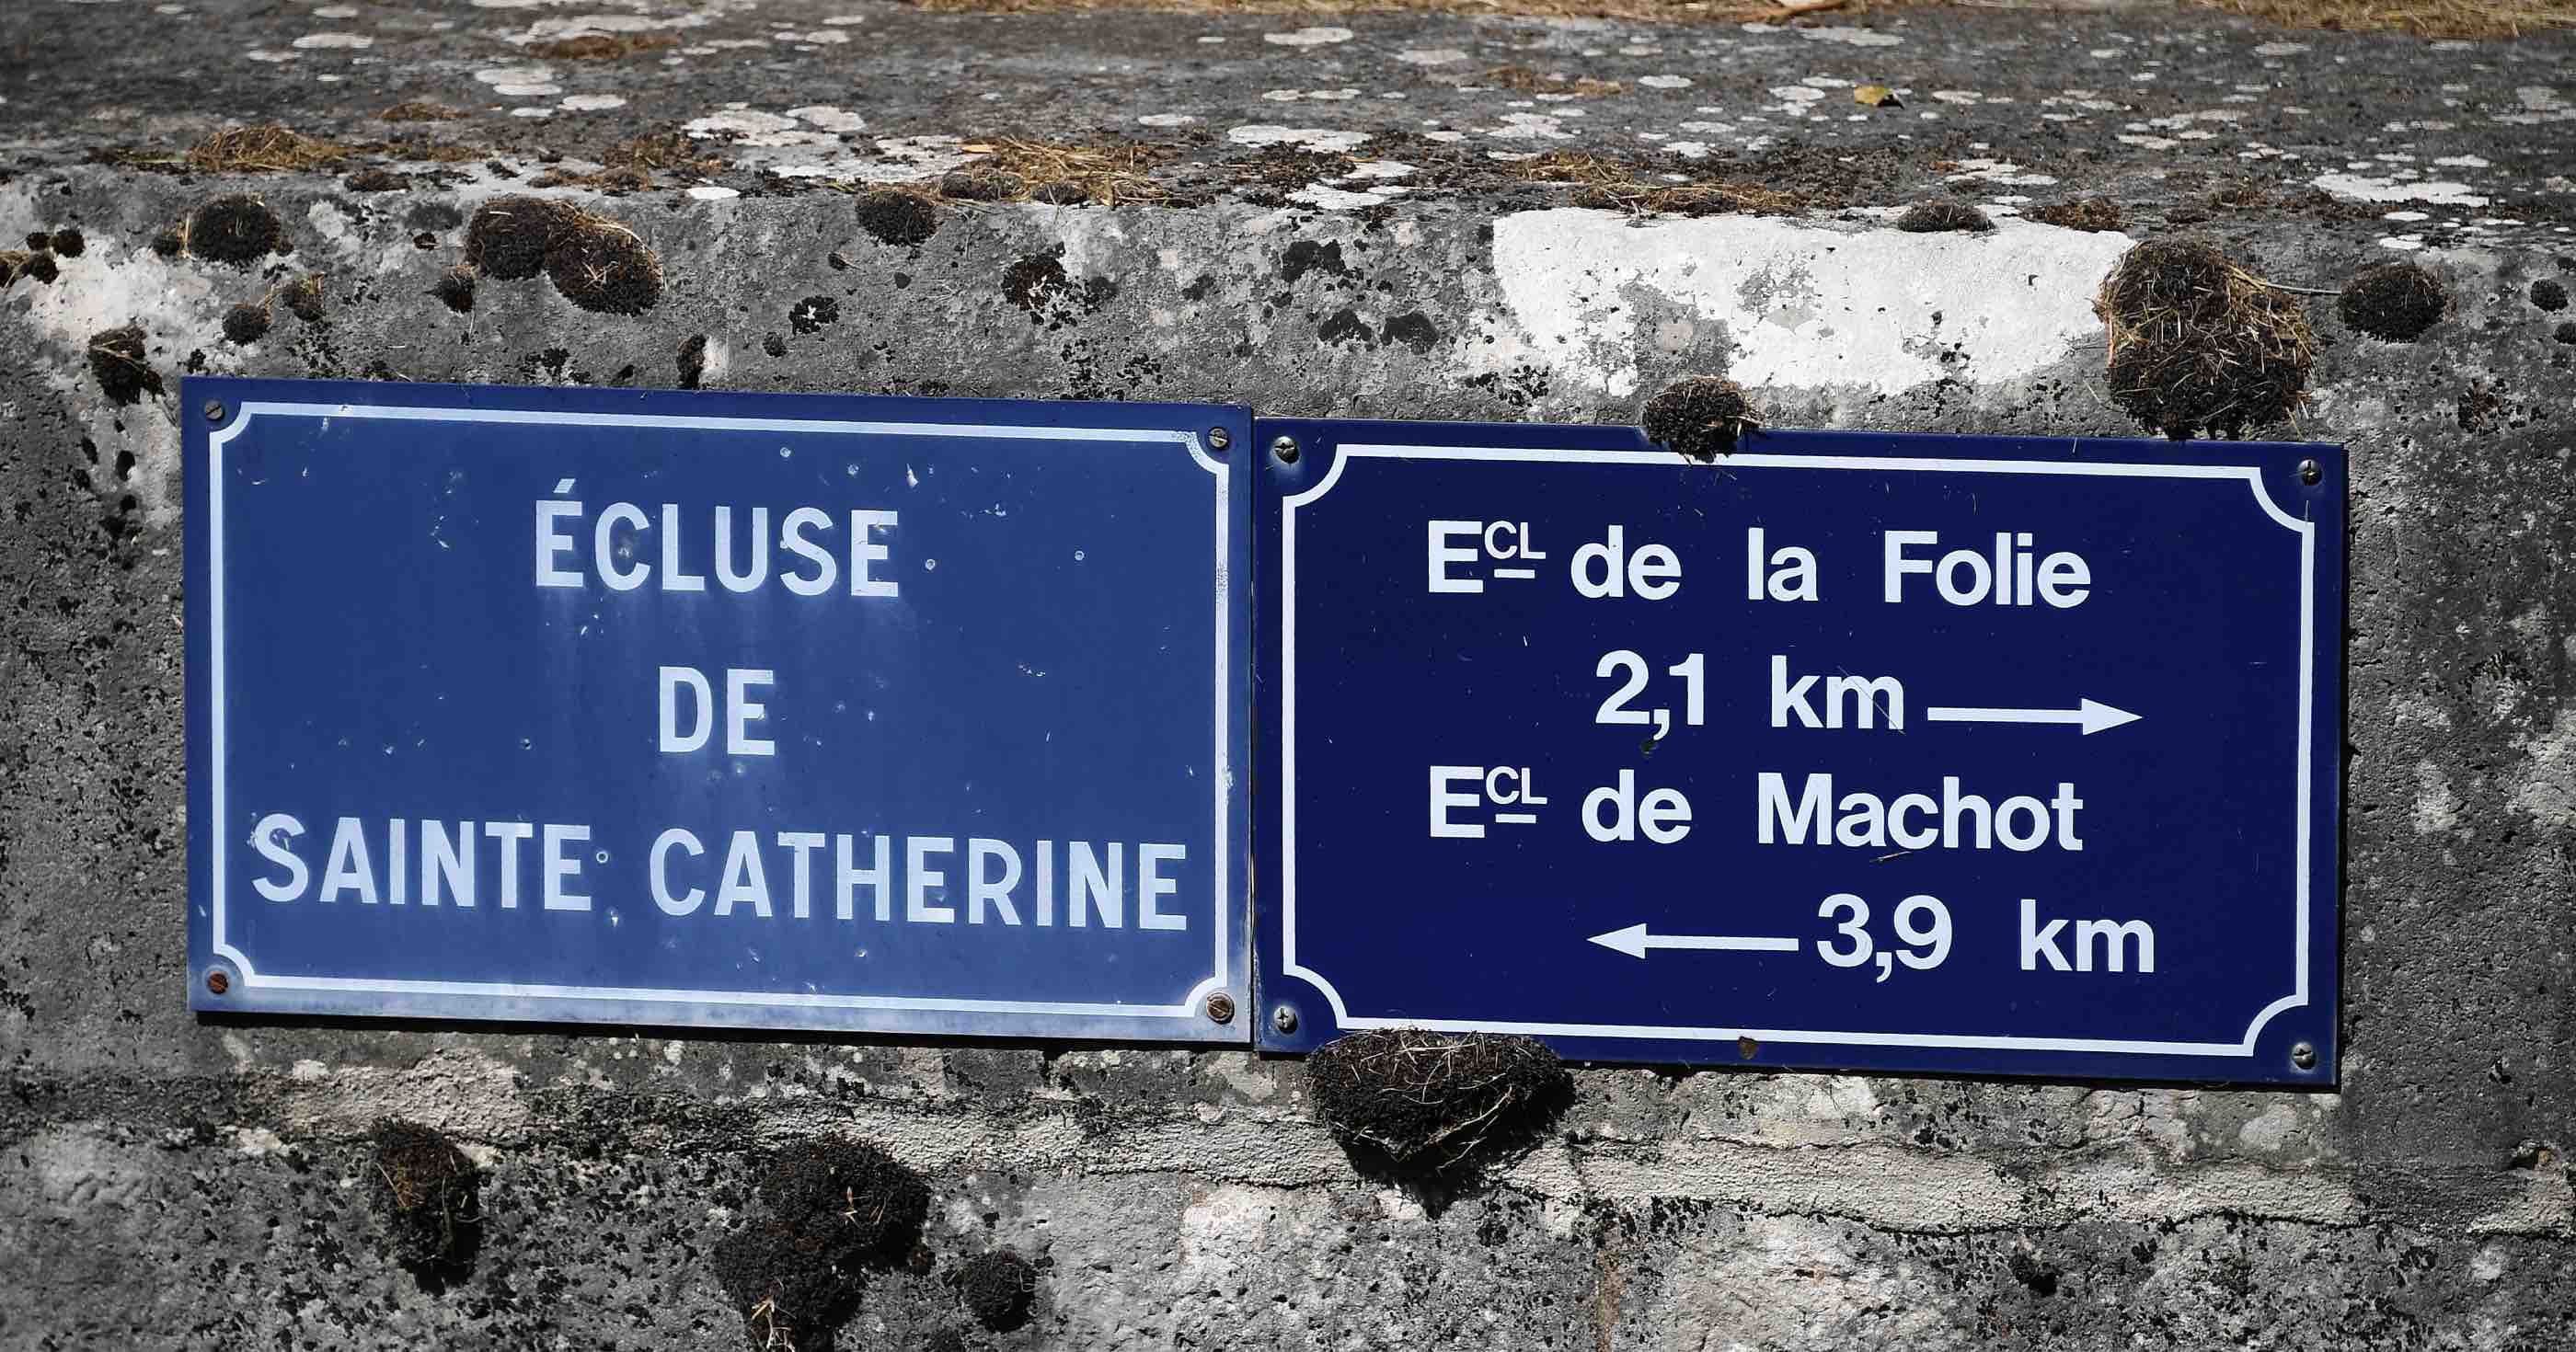 ÉCLUSE
DE
SAINTE CATHERINE
ECL de la Folie
2,1 km →
ECL de Machot
← 3,9 km